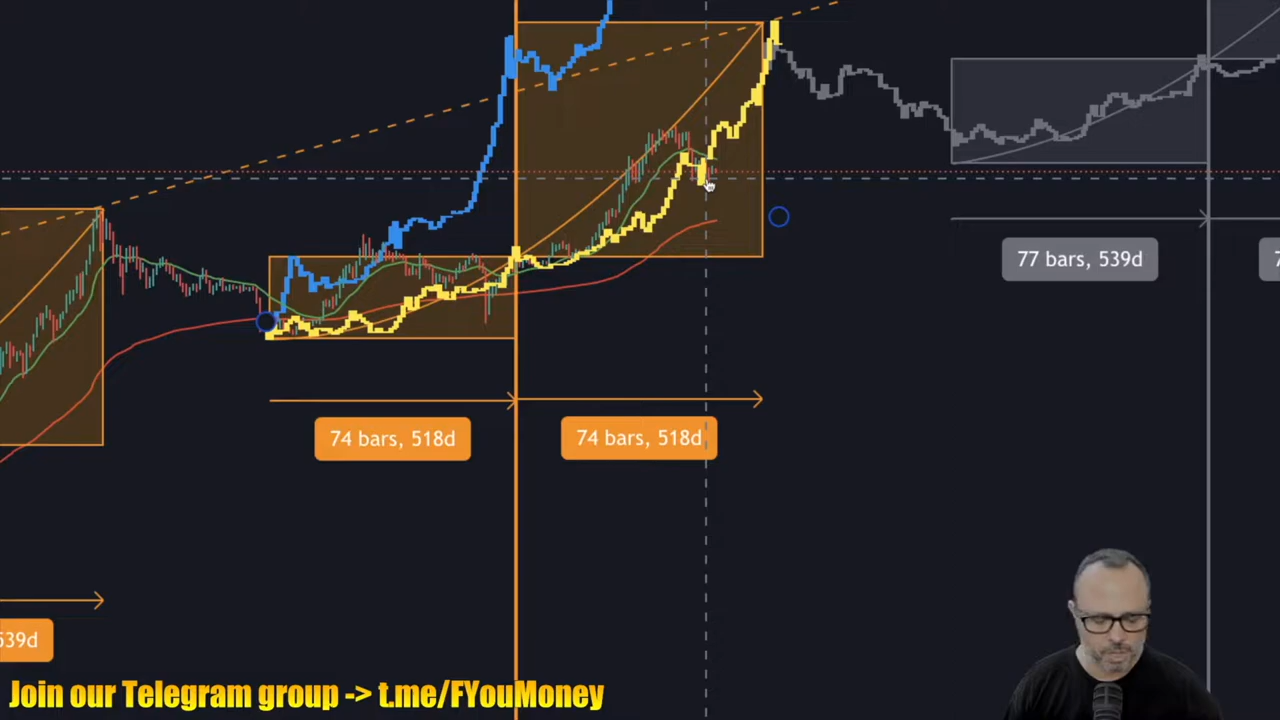 77 bars, 539d
74 bars, 518d
74 bars, 518d
539d
Join our Telegram group -> t.me/FYouMoney